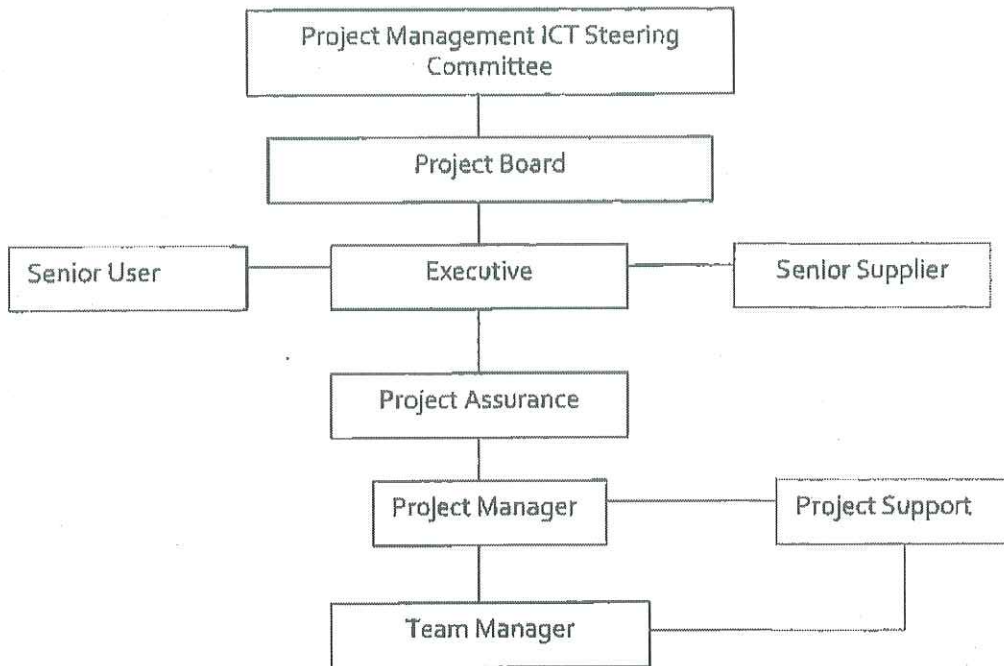 Project Management ICT Steering
Committee
Project Board
Senior User
Executive
Senior Supplier
Project Assurance
Project Manager
Project Support
Team Manager